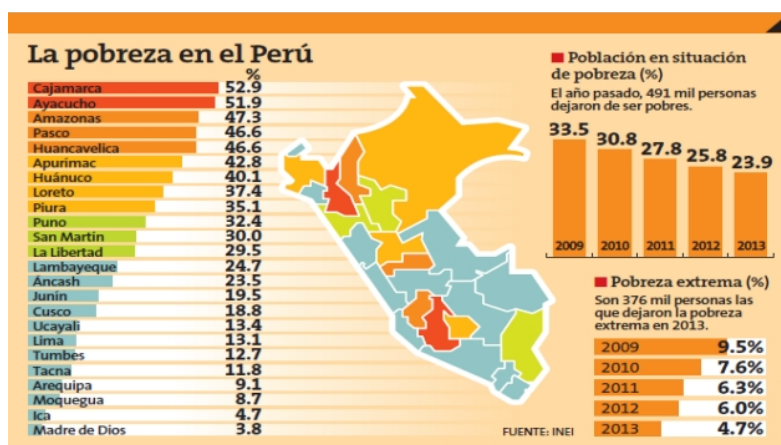 La pobreza en el Perú
%
Cajamarca 52.9
Ayacucho 51.9
Amazonas 47.3
Pasco 46.6
Huancavelica 46.6
Apurimac 42.8
Huánuco 40.1
Loreto 37.4
Piura 35.1
Puno 32.4
San Martin 30.0
La Libertad 29.5
Lambayeque 24.7
Áncash 23.5
Junin 19.5
Cusco 18.8
Ucayali 13.4
Lima 13.1
Tumbes 12.7
Tacna 11.8
Arequipa 9.1
Moquegua 8.7
Ica 4.7
Madre de Dios 3.8
Población en situación
de pobreza (%)
El año pasado, 491 mil personas
dejaron de ser pobres.
33.5 30.8 27.8 25.8 23.9
2009 2010 2011 2012 2013
Pobreza extrema (%)
Son 376 mil personas las
que dejaron la pobreza
extrema en 2013.
2009 9.5%
2010 7.6%
2011 6.3%
2012 6.0%
2013 4.7%
FUENTE: INEI